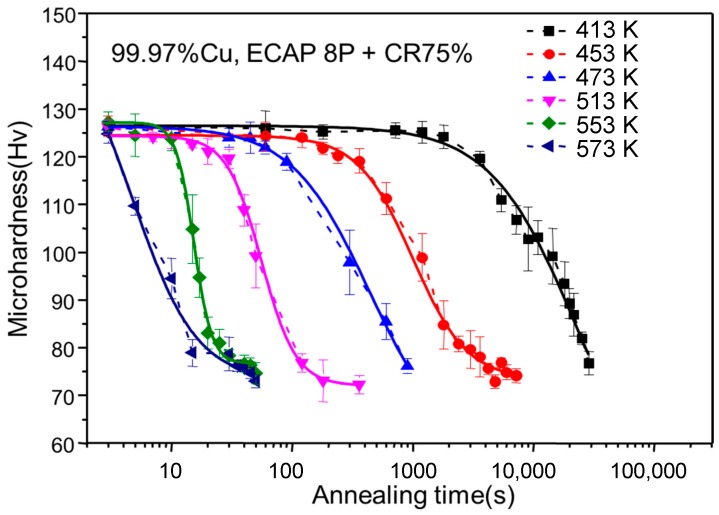 150
140
130
120
110
100
90
80
70
60
Microhardness(Hv)
99.97%Cu, ECAP 8P + CR75%
413 K
453 K
473 K
513 K
553 K
573 K
10
100
1000
10,000
100,000
Annealing time(s)